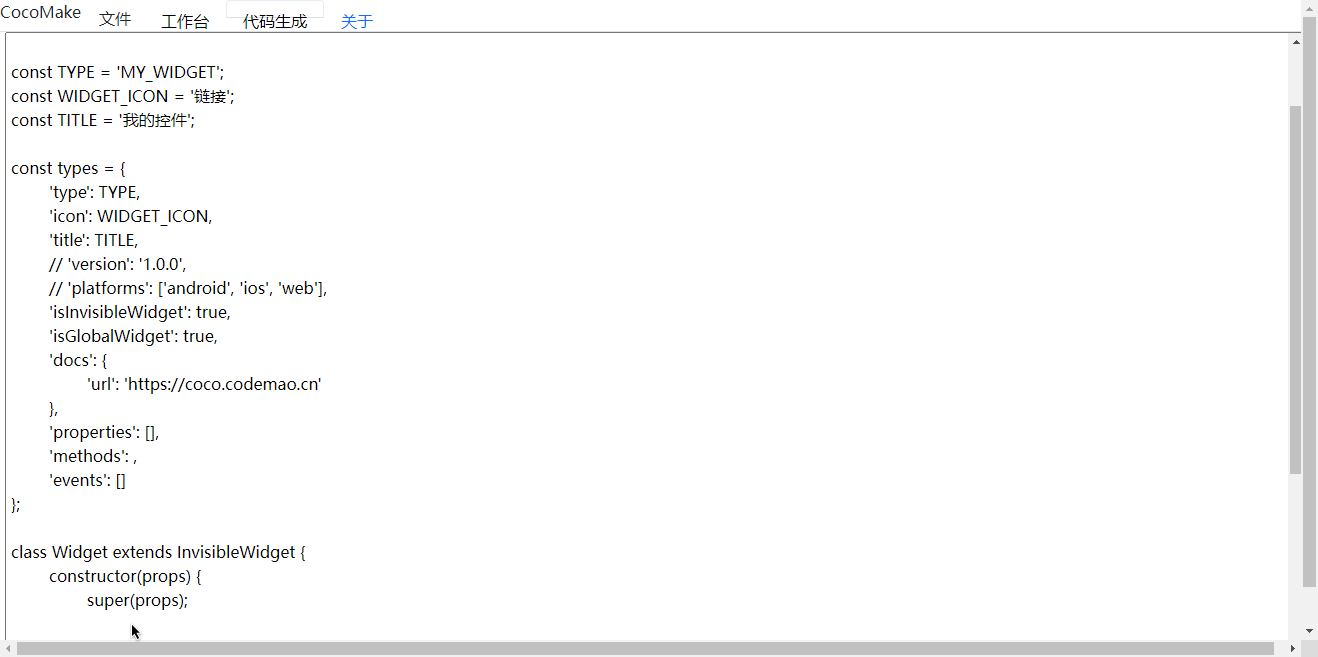 CocoMake 文件 工作台 代码生成 关于
const TYPE = 'MY_WIDGET';
const WIDGET_ICON = '链接';
const TITLE = '我的控件';
const types = {
'type': TYPE,
'icon': WIDGET_ICON,
'title': TITLE,
// 'version': '1.0.0',
// 'platforms': ['android', 'ios', 'web'],
'isInvisibleWidget': true,
'isGlobalWidget': true,
'docs': {
'url': 'https://coco.codemao.cn'
},
'properties': [],
'methods': ,
'events': []
};
class Widget extends InvisibleWidget {
constructor(props) {
super(props);